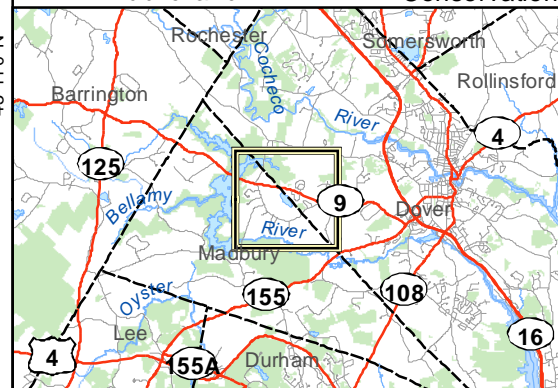 Conservation
Rochester
Somersworth
Cocheco
Rollinsford
Barrington
River
4
125
Bellamy
9
Dover
River
Madbury
155
108
Oyster
16
Lee
4
155A
Durham